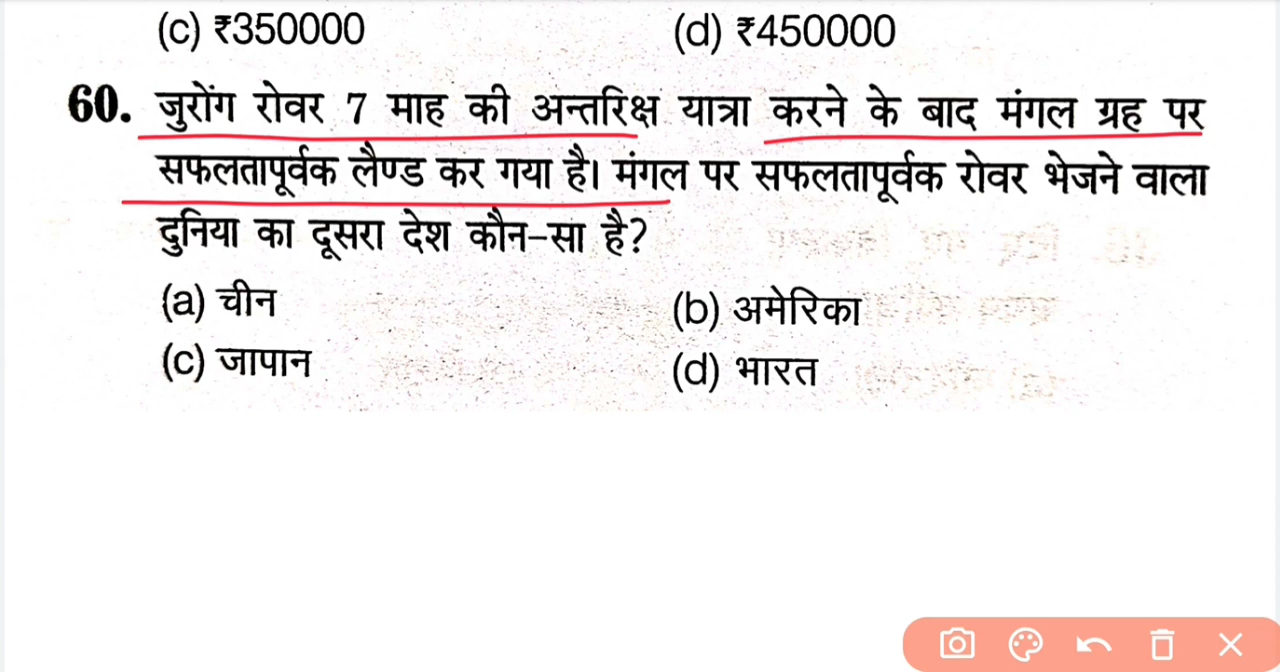 (c) ₹350000 (d) ₹450000
60. जुरोंग रोवर 7 माह की अन्तरिक्ष यात्रा करने के बाद मंगल ग्रह पर
सफलतापूर्वक लैण्ड कर गया है। मंगल पर सफलतापूर्वक रोवर भेजने वाला
दुनिया का दूसरा देश कौन-सा है?
(a) चीन (b) अमेरिका
(c) जापान (d) भारत